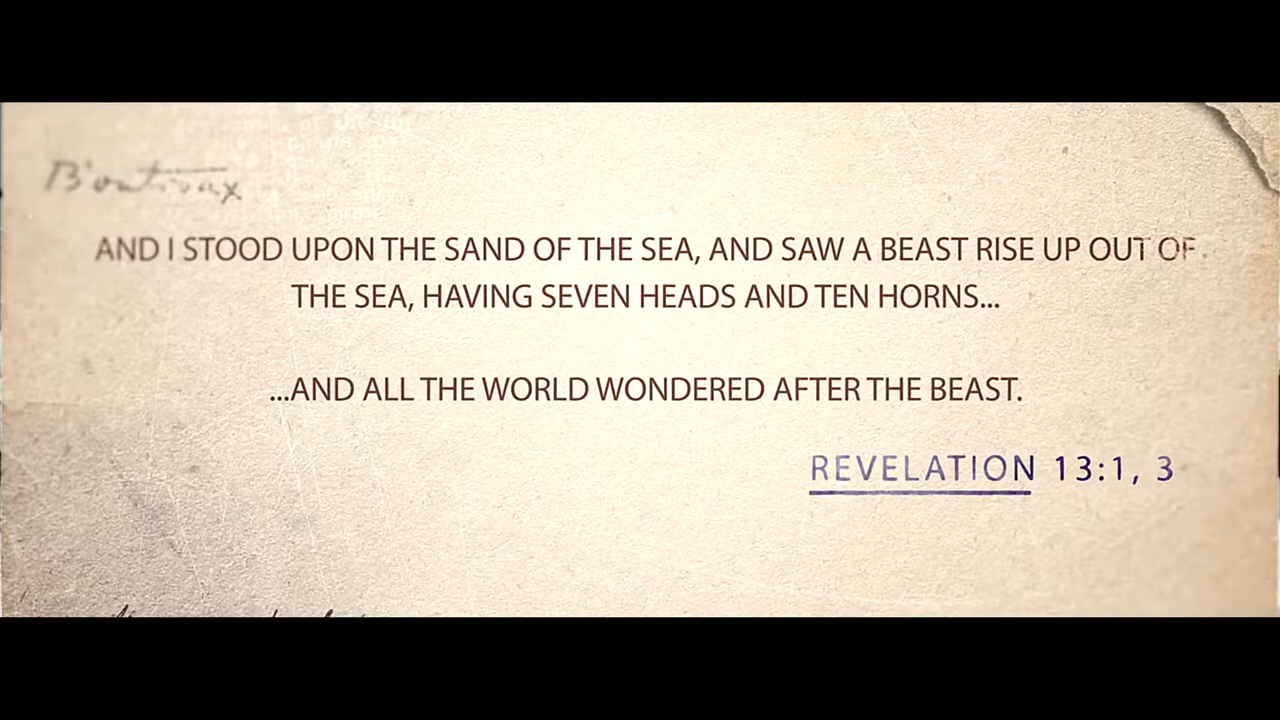 AND I STOOD UPON THE SAND OF THE SEA, AND SAW A BEAST RISE UP OUT OF
THE SEA, HAVING SEVEN HEADS AND TEN HORNS...
...AND ALL THE WORLD WONDERED AFTER THE BEAST.
REVELATION 13:1, 3